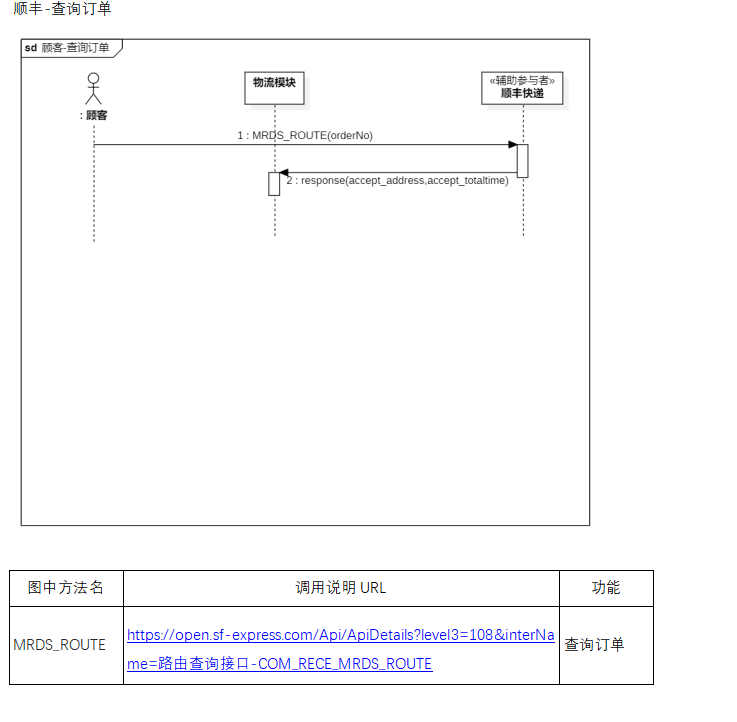 顺丰-查询订单
sd 顾客-查询订单
物流模块
«辅助参与者»
顺丰快递
: 顾客
1 : MRDS_ROUTE(orderNo)
2 : response(accept_address,accept_totaltime)
图中方法名 调用说明 URL 功能
MRDS_ROUTE https://open.sf-express.com/Api/ApiDetails?level3=108&interNa
me=路由查询接口-COM_RECE_MRDS_ROUTE 查询订单